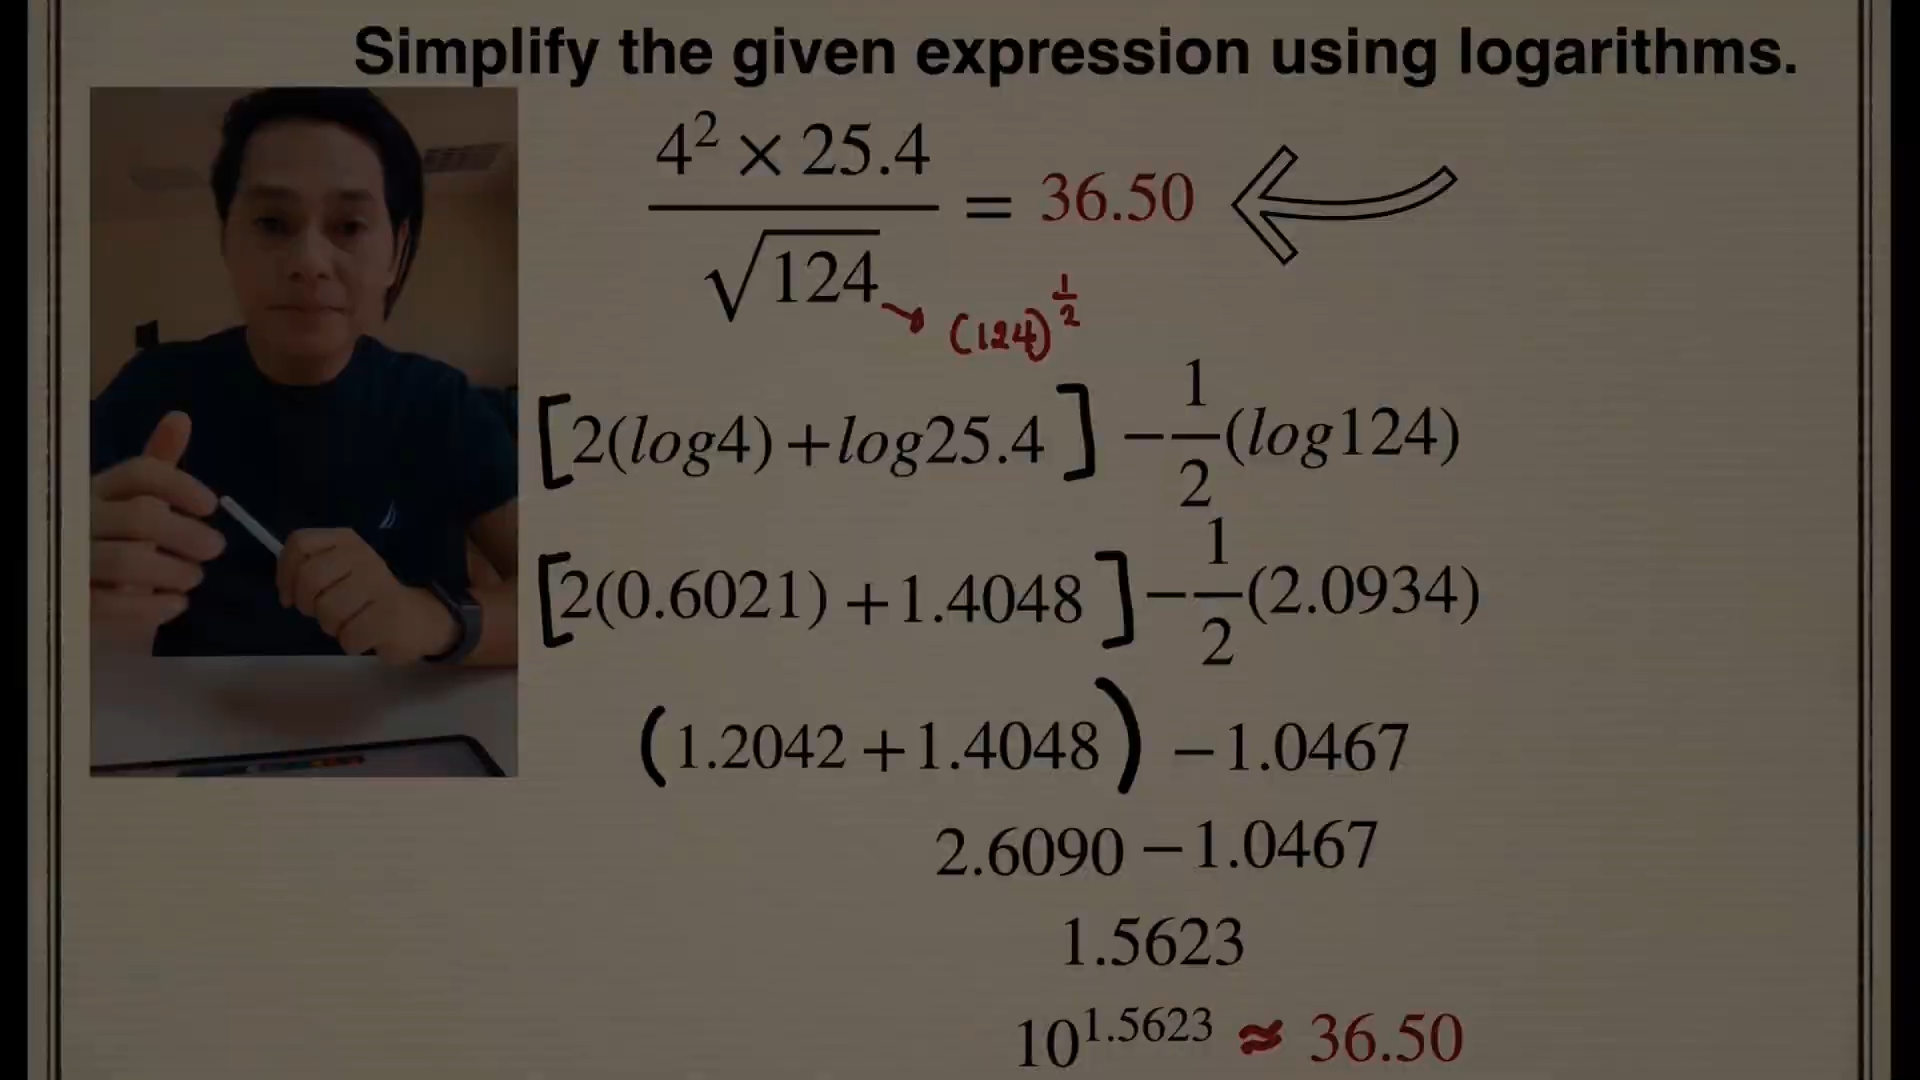 Simplify the given expression using logarithms.
4² × 25.4
√124
= 36.50
(124)^½
[2(log4) + log25.4] − 1/2 (log124)
[2(0.6021) + 1.4048] − 1/2 (2.0934)
(1.2042 + 1.4048) − 1.0467
2.6090 − 1.0467
1.5623
10^1.5623 ≈ 36.50